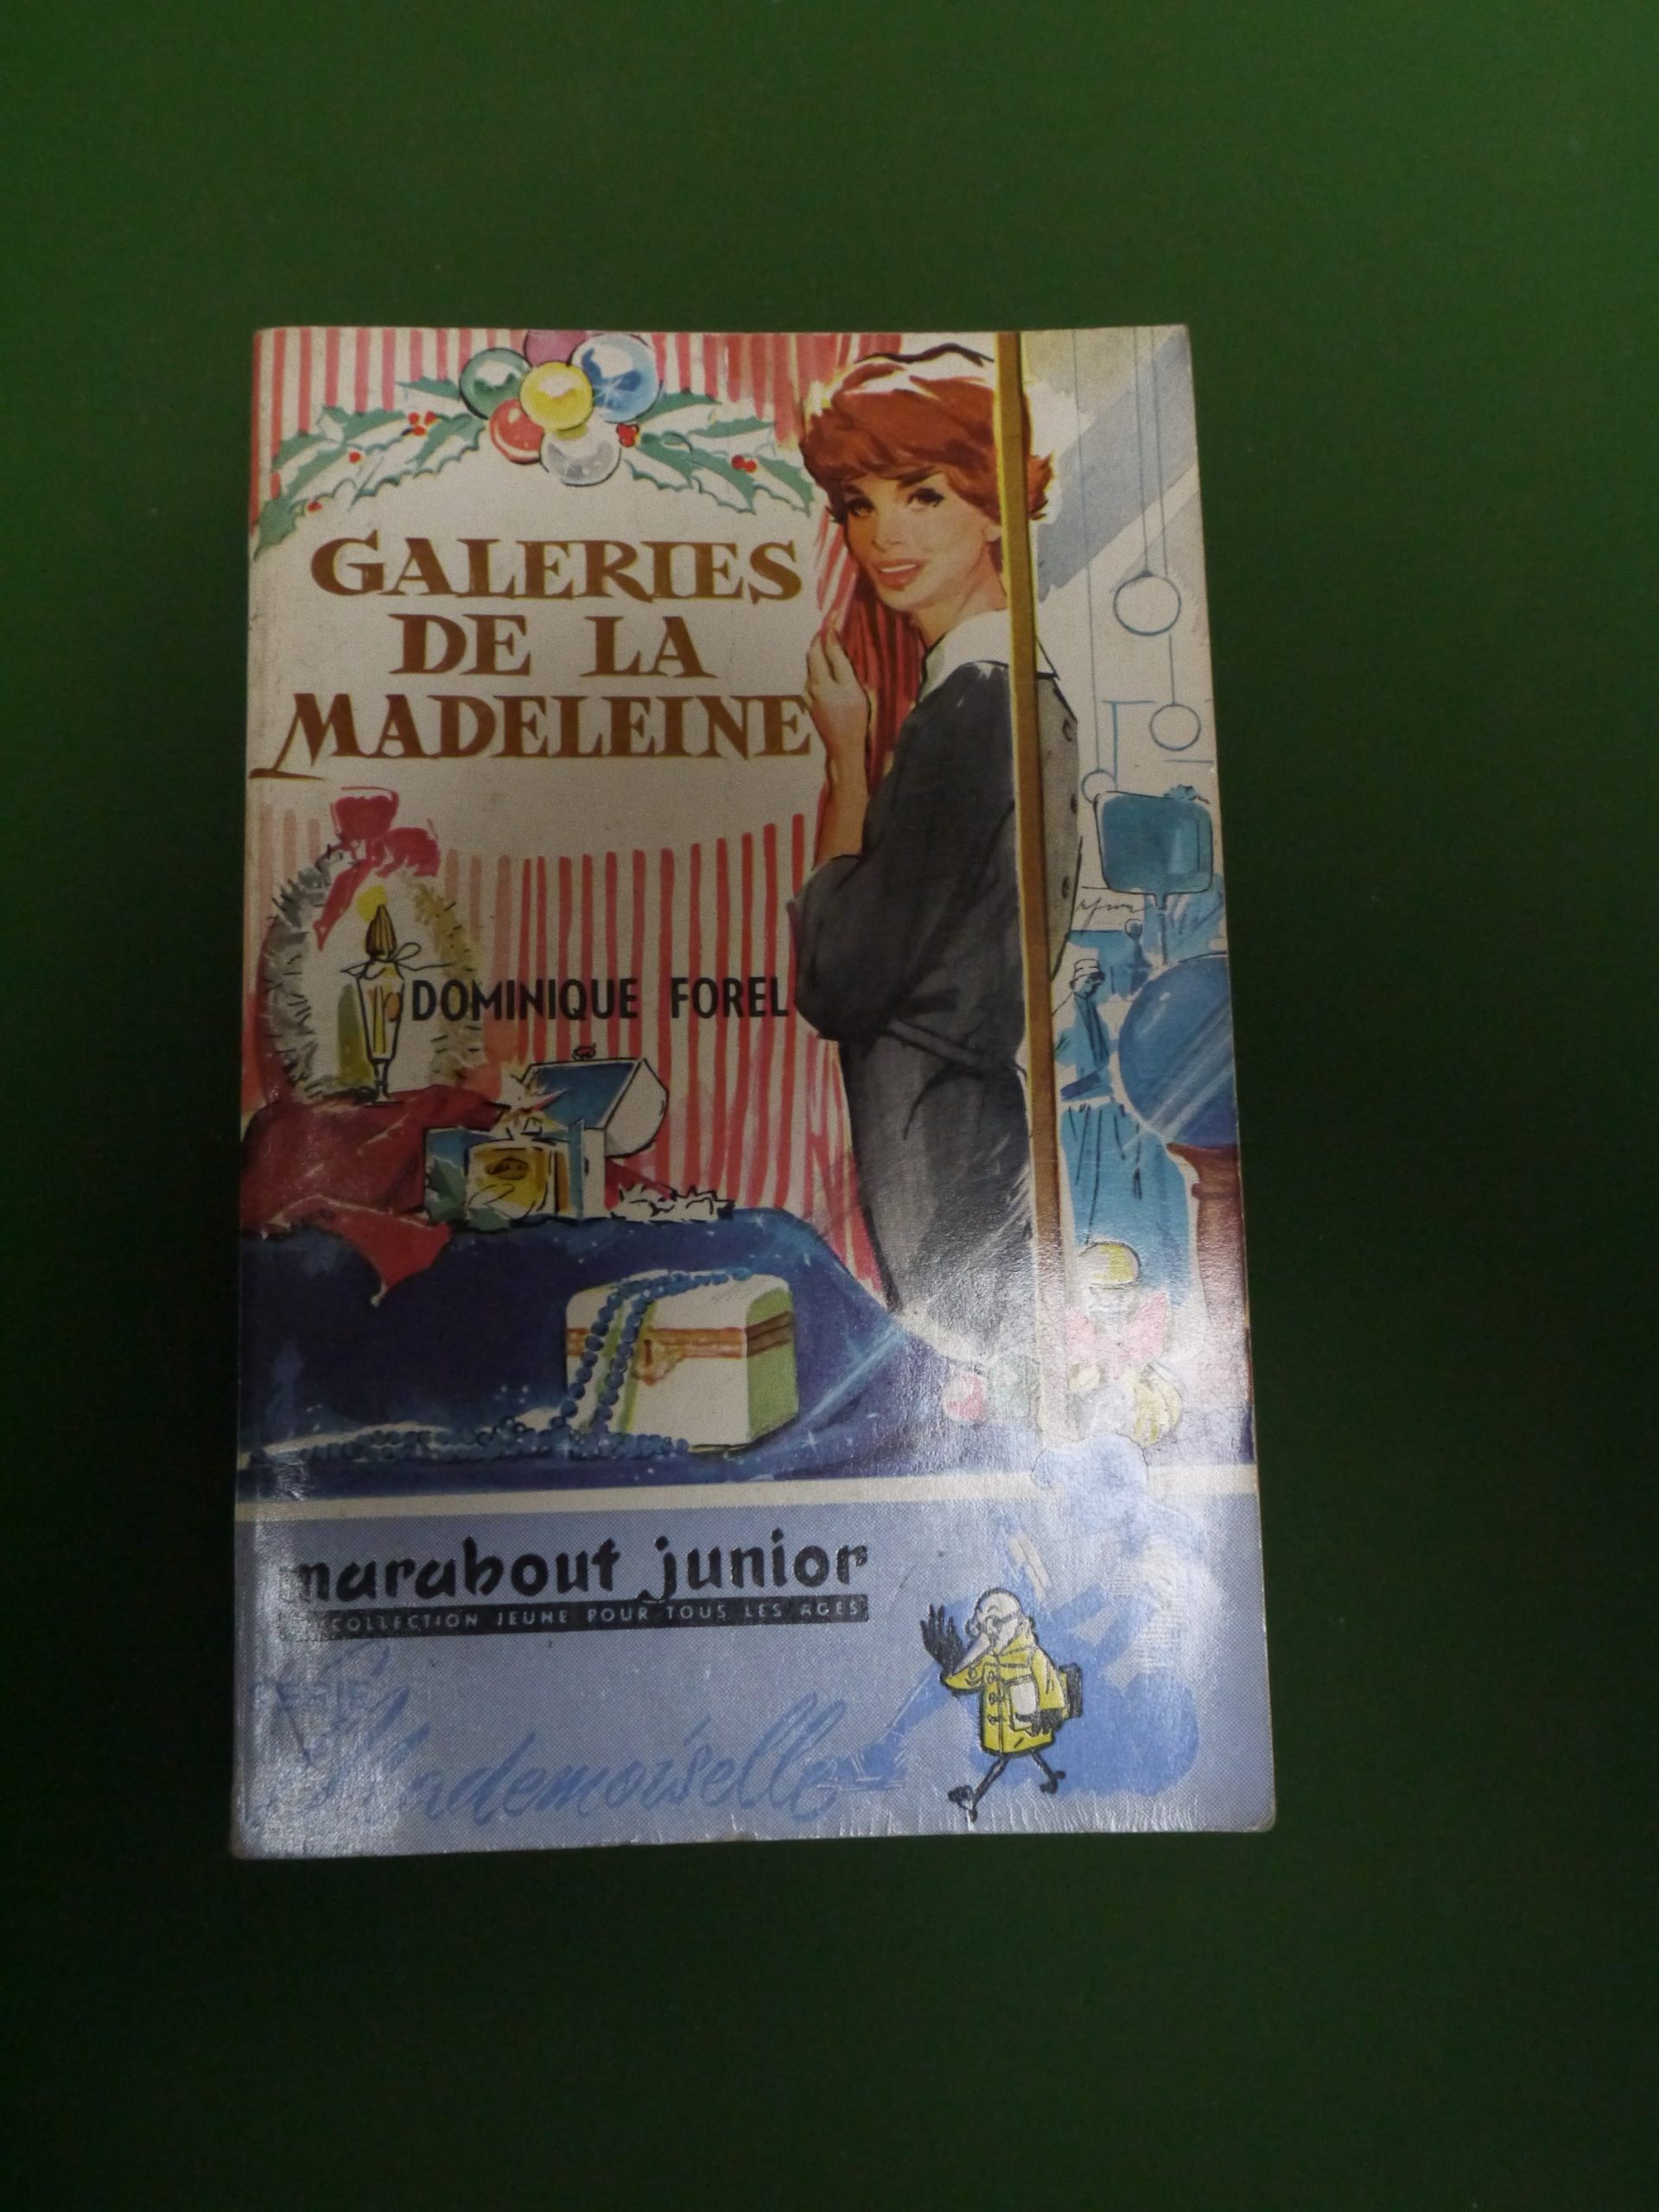 GALERIES
DE LA
MADELEINE
DOMINIQUE FOREL
marabout junior
COLLECTION JEUNE POUR TOUS LES AGES
Mademoiselle